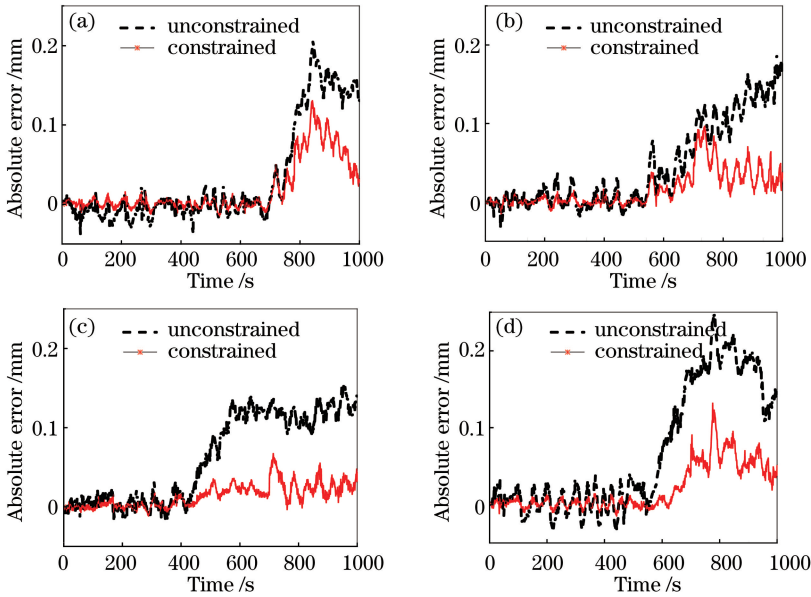 (a)
unconstrained
constrained
0.2
0.1
0
Absolute error /mm
0 200 400 600 800 1000
Time /s
(b)
unconstrained
constrained
0.2
0.1
0
Absolute error /mm
0 200 400 600 800 1000
Time /s
(c)
unconstrained
constrained
0.2
0.1
0
Absolute error /mm
0 200 400 600 800 1000
Time /s
(d)
unconstrained
constrained
0.2
0.1
0
Absolute error /mm
0 200 400 600 800 1000
Time /s